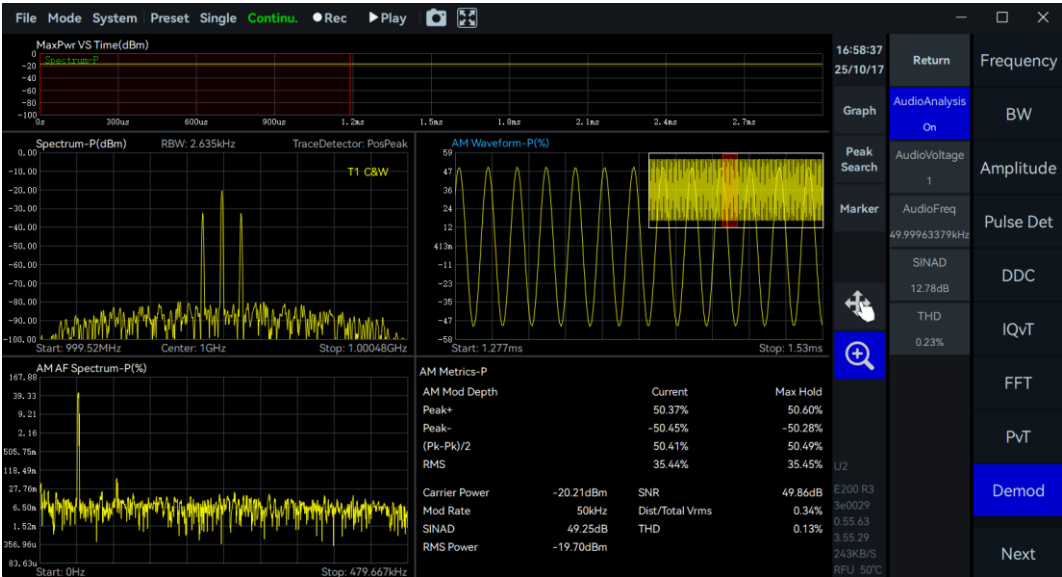 File Mode System Preset Single Continu. Rec Play
MaxPwr VS Time(dBm)
Spectrum-P
0
-20
-40
-60
-80
-100
0s 300us 600us 900us 1.2ms 1.5ms 1.8ms 2.1ms 2.4ms 2.7ms
Spectrum-P(dBm) RBW: 2.635kHz TraceDetector: PosPeak
T1 C&W
0.00
-10.00
-20.00
-30.00
-40.00
-50.00
-60.00
-70.00
-80.00
-90.00
-100.00
Start: 999.52MHz Center: 1GHz Stop: 1.00048GHz
AM Waveform-P(%)
59
47
36
24
12
413m
-11
-23
-35
-47
-58
Start: 1.277ms Stop: 1.53ms
AM AF Spectrum-P(%)
167.88
39.33
9.21
2.16
505.75m
118.49m
27.76m
6.50m
1.52m
356.96u
83.63u
Start: 0Hz Stop: 479.667kHz
AM Metrics-P
AM Mod Depth Current Max Hold
Peak+ 50.37% 50.60%
Peak- -50.45% -50.28%
(Pk-Pk)/2 50.41% 50.49%
RMS 35.44% 35.45%
Carrier Power -20.21dBm SNR 49.86dB
Mod Rate 50kHz Dist/Total Vrms 0.34%
SINAD 49.25dB THD 0.13%
RMS Power -19.70dBm
16:58:37
25/10/17
Graph
Peak
Search
Marker
U2
E200 R3
3e0029
0.55.63
3.55.29
243KB/S
RFU 50°C
Return
AudioAnalysis
On
AudioVoltage
1
AudioFreq
49.99963379kHz
SINAD
12.78dB
THD
0.23%
Frequency
BW
Amplitude
Pulse Det
DDC
IQvT
FFT
PvT
Demod
Next